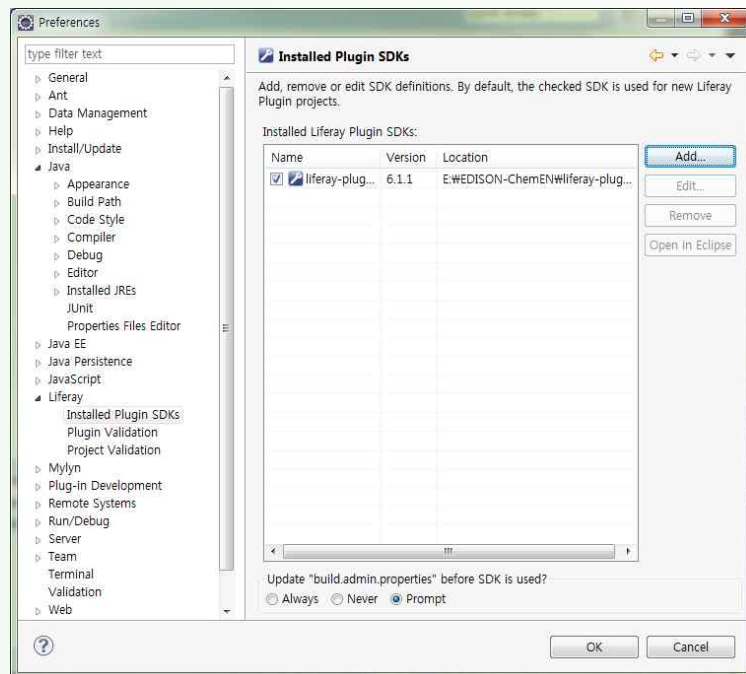 Preferences
type filter text
General
Ant
Data Management
Help
Install/Update
Java
Appearance
Build Path
Code Style
Compiler
Debug
Editor
Installed JREs
JUnit
Properties Files Editor
Java EE
Java Persistence
JavaScript
Liferay
Installed Plugin SDKs
Plugin Validation
Project Validation
Mylyn
Plug-in Development
Remote Systems
Run/Debug
Server
Team
Terminal
Validation
Web
Installed Plugin SDKs
Add, remove or edit SDK definitions. By default, the checked SDK is used for new Liferay
Plugin projects.
Installed Liferay Plugin SDKs:
Name Version Location
liferay-plug... 6.1.1 E:₩EDISON-ChemEN₩liferay-plug...
Add...
Edit...
Remove
Open in Eclipse
Update "build.admin.properties" before SDK is used?
Always Never Prompt
OK Cancel